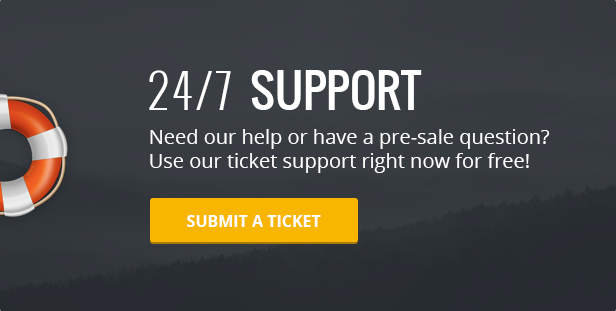 24/7 SUPPORT
Need our help or have a pre-sale question?
Use our ticket support right now for free!
SUBMIT A TICKET